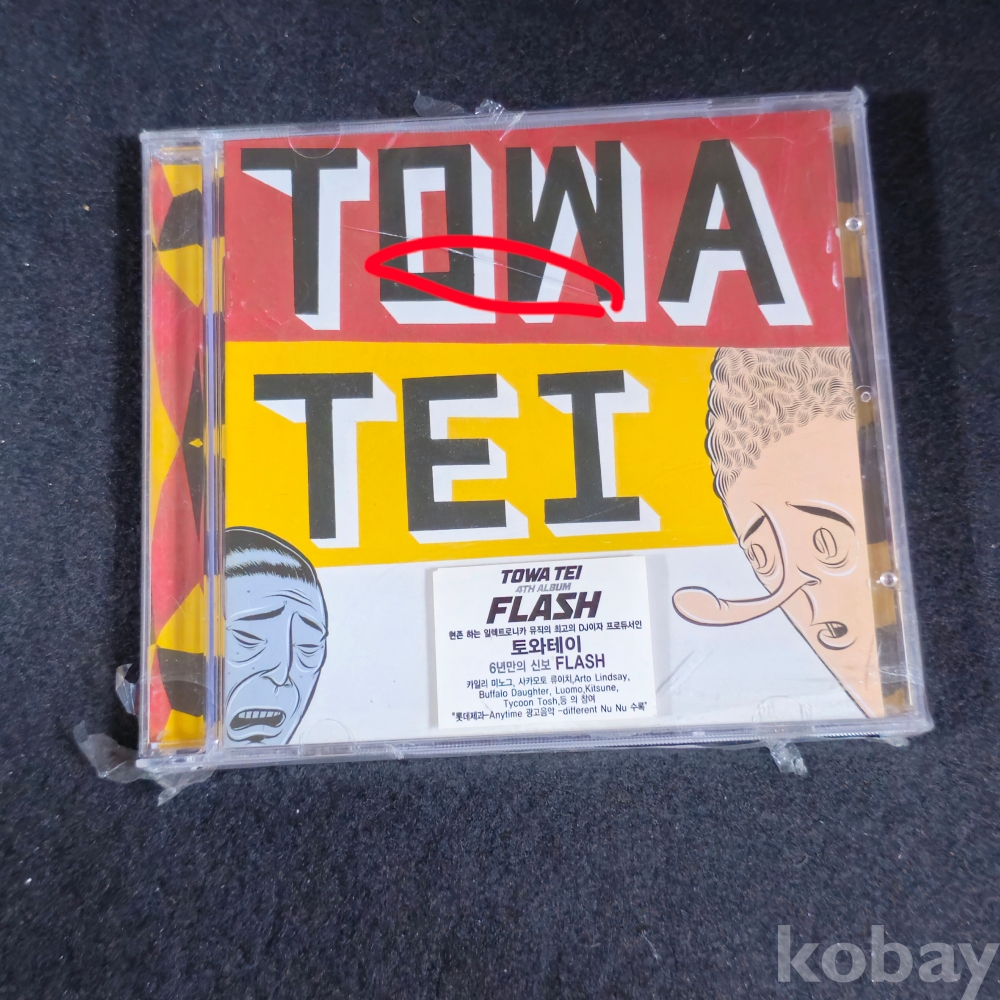 TOWA
TEI
TOWA TEI
4TH ALBUM
FLASH
현존 하는 일렉트로니카 뮤직의 최고의 DJ이자 프로듀서인
토와테이
6년만의 신보 FLASH
카일리 미노그, 사카모토 류이치,Arto Lindsay,
Buffalo Daughter, Luomo,Kitsune,
Tycoon Tosh,등 의 참여
"롯데제과-Anytime 광고음악 -different Nu Nu 수록"
kobay